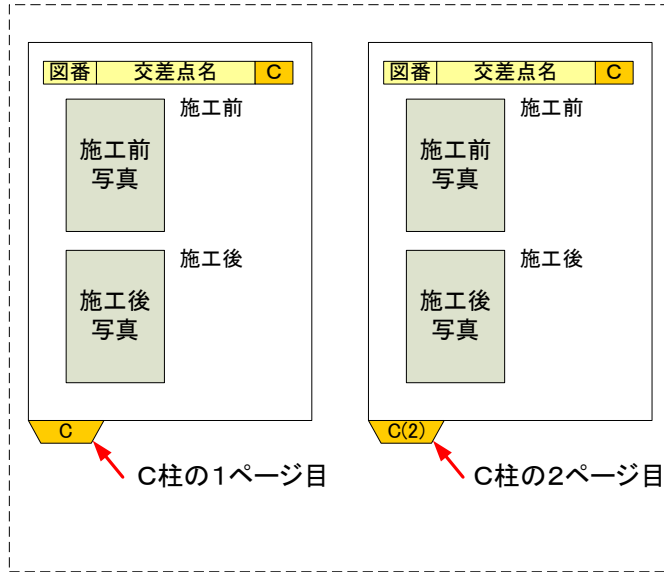 図番 交差点名 C
施工前
施工前
写真
施工後
施工後
写真
C
C柱の1ページ目
図番 交差点名 C
施工前
施工前
写真
施工後
施工後
写真
C(2)
C柱の2ページ目